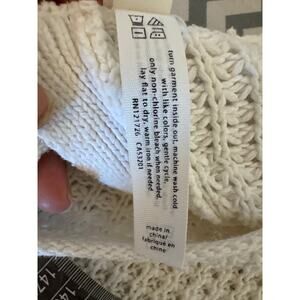 turn garment inside out, machine wash cold
with like colors, gentle cycle.
only non-chlorine bleach when needed.
lay flat to dry. warm iron if needed.
RN121726 CA53201
made in
china/
fabriqué en
chine
147